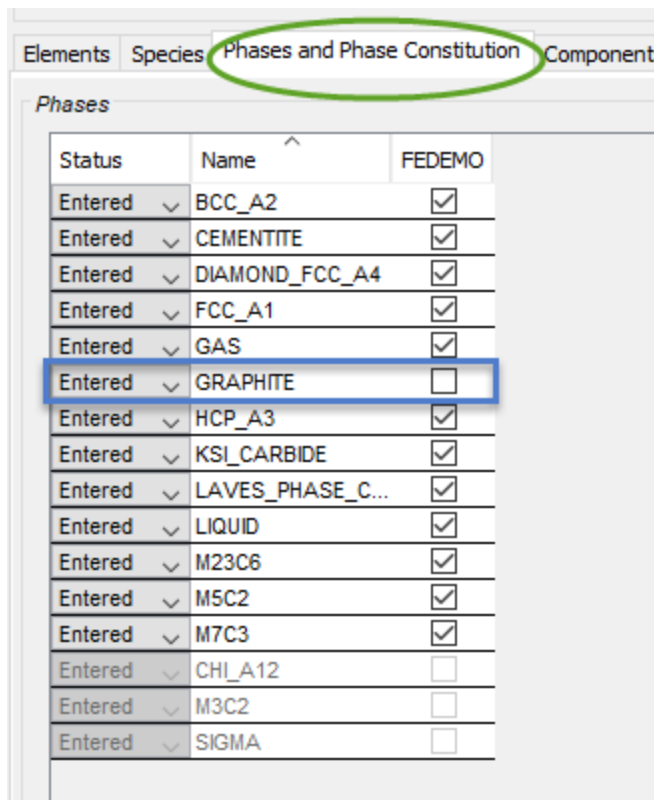 Elements Species Phases and Phase Constitution Component
Phases
Status Name FEDEMO
Entered BCC_A2
Entered CEMENTITE
Entered DIAMOND_FCC_A4
Entered FCC_A1
Entered GAS
Entered GRAPHITE
Entered HCP_A3
Entered KSI_CARBIDE
Entered LAVES_PHASE_C...
Entered LIQUID
Entered M23C6
Entered M5C2
Entered M7C3
Entered CHI_A12
Entered M3C2
Entered SIGMA